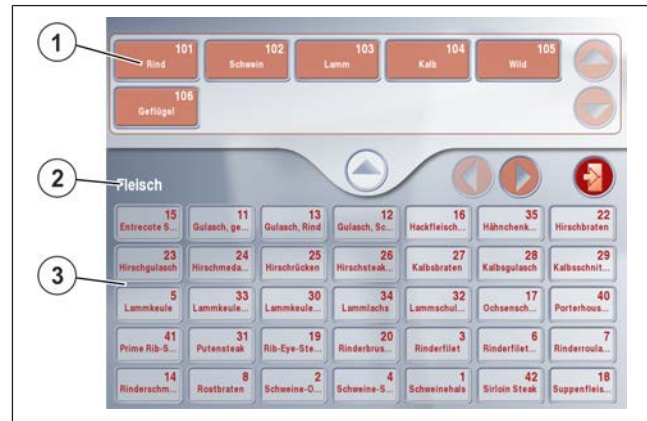 1
101
Rind
102
Schwein
103
Lamm
104
Kalb
105
Wild
106
Geflügel
2
Fleisch
3
15
Entrecote S...
11
Gulasch, ge...
13
Gulasch, Rind
12
Gulasch, Sc...
16
Hackfleisch...
35
Hähnchenk...
22
Hirschbraten
23
Hirschgulasch
24
Hirschmeda...
25
Hirschrücken
26
Hirschsteak...
27
Kalbsbraten
28
Kalbsgulasch
29
Kalbsschnit...
5
Lammkeule
33
Lammkeule...
30
Lammkeule...
34
Lammlachs
32
Lammschul...
17
Ochsensch...
40
Porterhous...
41
Prime Rib-S...
31
Putensteak
19
Rib-Eye-Ste...
20
Rinderbrus...
3
Rinderfilet
6
Rinderfilet...
7
Rinderroula...
14
Rinderschm...
8
Rostbraten
2
Schweine-O...
4
Schweine-S...
1
Schweinehals
42
Sirloin Steak
18
Suppenfleis...